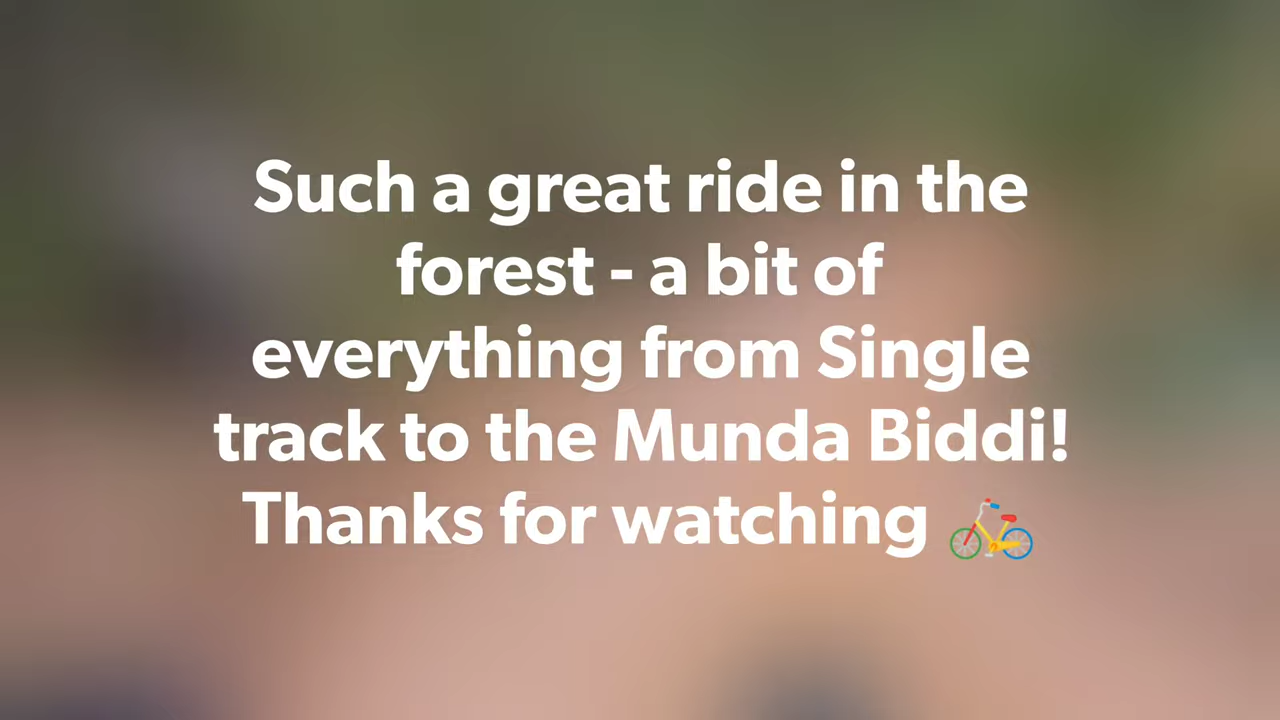 Such a great ride in the
forest - a bit of
everything from Single
track to the Munda Biddi!
Thanks for watching 🚲